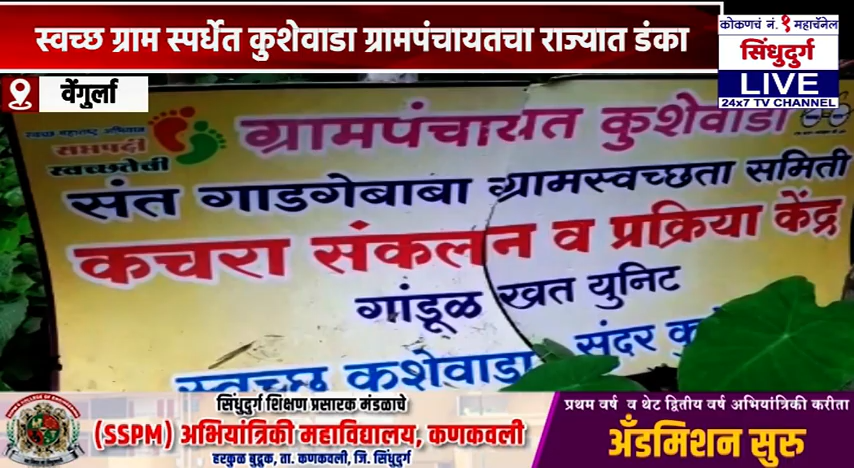 स्वच्छ ग्राम स्पर्धेत कुशेवाडा ग्रामपंचायतचा राज्यात डंका
कोकणचं नं. १ महाचॅनेल
सिंधुदुर्ग
LIVE
24x7 TV CHANNEL
वेंगुर्ला
स्वच्छ महाराष्ट्र अभियान
सप्तपदी
स्वच्छतेची
ग्रामपंचायत कुशेवाडा
संत गाडगेबाबा ग्रामस्वच्छता समिती
कचरा संकलन व प्रक्रिया केंद्र
गांडूळ खत युनिट
स्वच्छ कुशेवाडा सुंदर
सिंधुदुर्ग शिक्षण प्रसारक मंडळाचे
(SSPM) अभियांत्रिकी महाविद्यालय, कणकवली
हरकुळ बुद्रुक, ता. कणकवली, जि. सिंधुदुर्ग
प्रथम वर्ष व थेट द्वितीय वर्ष अभियांत्रिकी करीता
ॲडमिशन सुरु